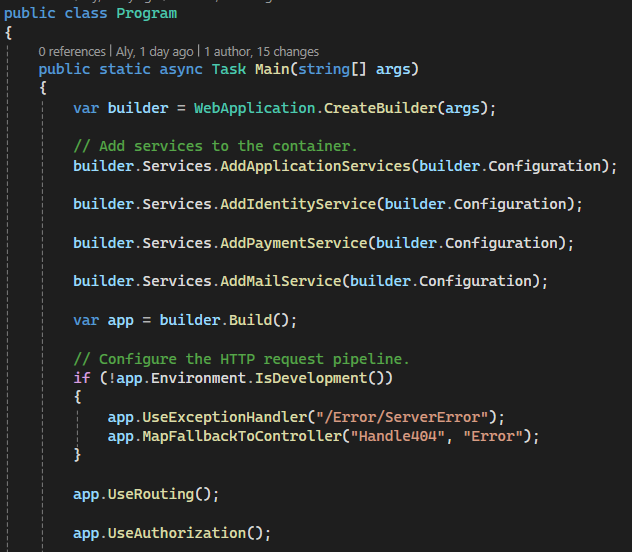 public class Program
{
0 references | Aly, 1 day ago | 1 author, 15 changes
public static async Task Main(string[] args)
{
var builder = WebApplication.CreateBuilder(args);
// Add services to the container.
builder.Services.AddApplicationServices(builder.Configuration);
builder.Services.AddIdentityService(builder.Configuration);
builder.Services.AddPaymentService(builder.Configuration);
builder.Services.AddMailService(builder.Configuration);
var app = builder.Build();
// Configure the HTTP request pipeline.
if (!app.Environment.IsDevelopment())
{
app.UseExceptionHandler("/Error/ServerError");
app.MapFallbackToController("Handle404", "Error");
}
app.UseRouting();
app.UseAuthorization();